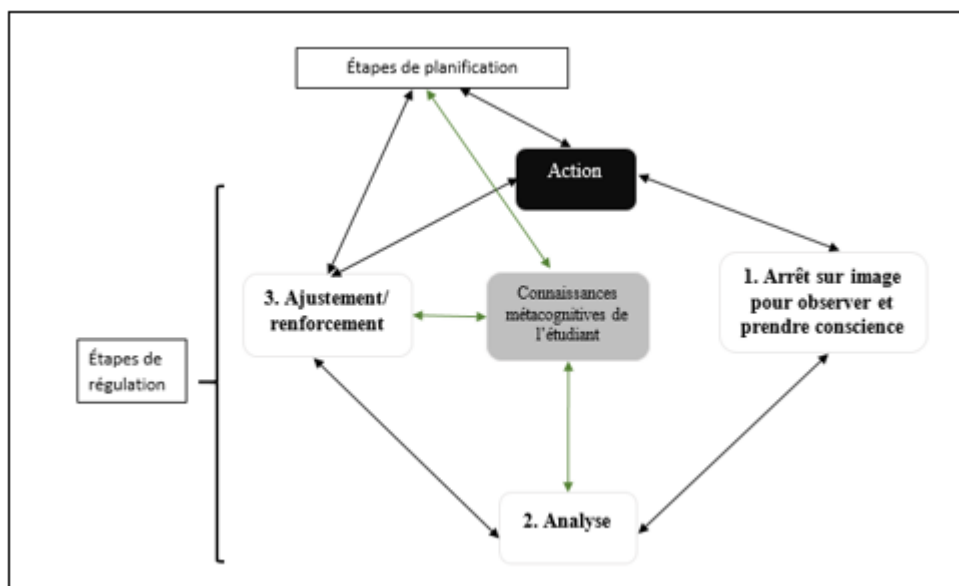 Étapes de planification
Action
1. Arrêt sur image
pour observer et
prendre conscience
3. Ajustement/
renforcement
Connaissances
métacognitives de
l'étudiant
Étapes de
régulation
2. Analyse